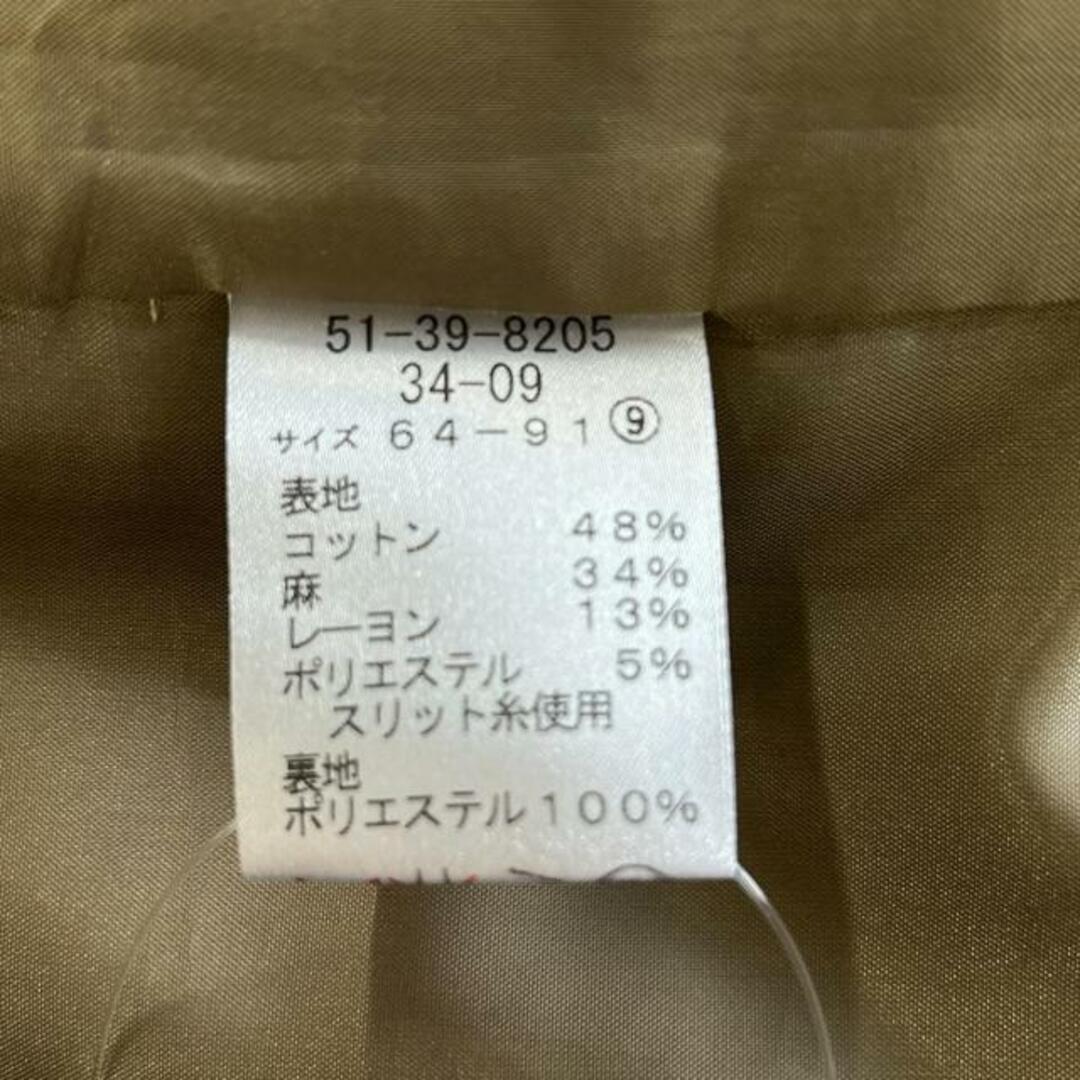 51-39-8205
34-09
サイズ 64-91 ⑨
表地
コットン 48%
麻 34%
レーヨン 13%
ポリエステル 5%
スリット糸使用
裏地
ポリエステル100%